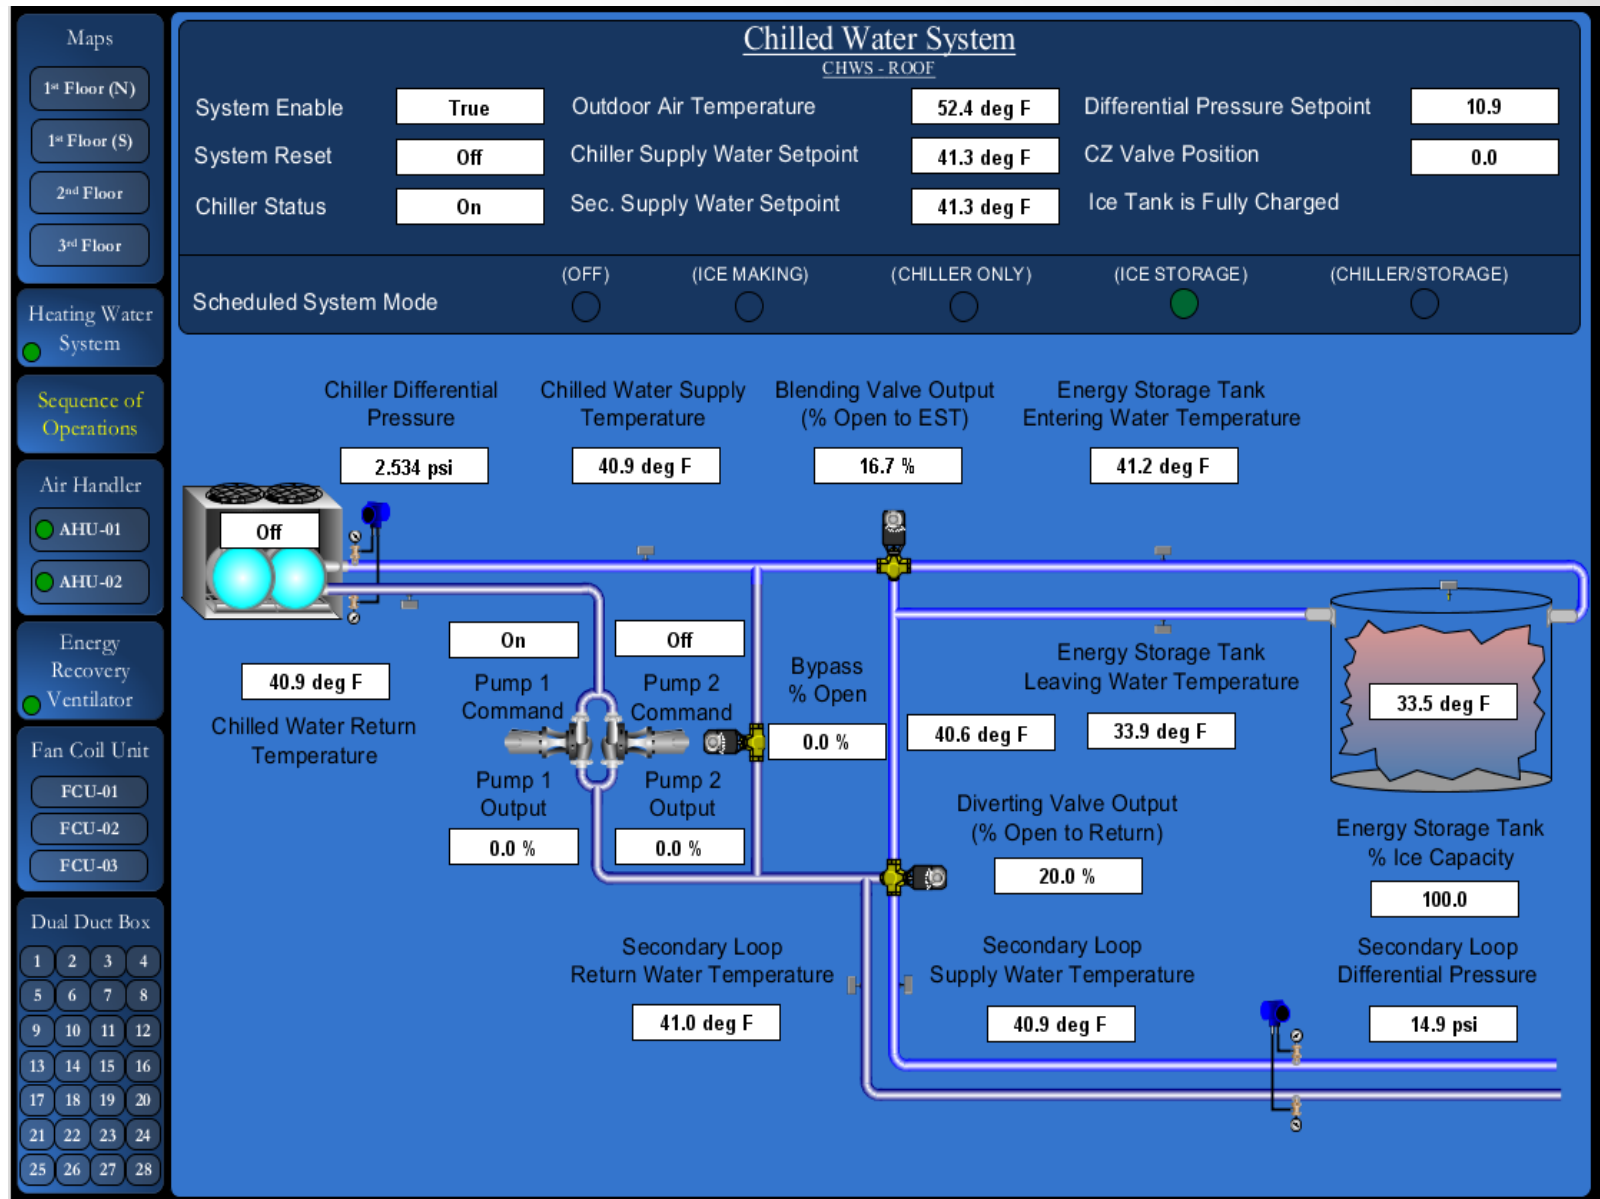 Maps
1st Floor (N)
1st Floor (S)
2nd Floor
3rd Floor
Heating Water
System
Sequence of
Operations
Air Handler
AHU-01
AHU-02
Energy
Recovery
Ventilator
Fan Coil Unit
FCU-01
FCU-02
FCU-03
Dual Duct Box
1 2 3 4
5 6 7 8
9 10 11 12
13 14 15 16
17 18 19 20
21 22 23 24
25 26 27 28
Chilled Water System
CHWS - ROOF
System Enable True Outdoor Air Temperature 52.4 deg F Differential Pressure Setpoint 10.9
System Reset Off Chiller Supply Water Setpoint 41.3 deg F CZ Valve Position 0.0
Chiller Status On Sec. Supply Water Setpoint 41.3 deg F Ice Tank is Fully Charged
(OFF) (ICE MAKING) (CHILLER ONLY) (ICE STORAGE) (CHILLER/STORAGE)
Scheduled System Mode
Chiller Differential
Pressure
2.534 psi
Chilled Water Supply
Temperature
40.9 deg F
Blending Valve Output
(% Open to EST)
16.7 %
Energy Storage Tank
Entering Water Temperature
41.2 deg F
Off
40.9 deg F
Chilled Water Return
Temperature
On
Pump 1
Command
Pump 1
Output
0.0 %
Off
Pump 2
Command
Pump 2
Output
0.0 %
Bypass
% Open
0.0 %
40.6 deg F
Energy Storage Tank
Leaving Water Temperature
33.9 deg F
33.5 deg F
Diverting Valve Output
(% Open to Return)
20.0 %
Energy Storage Tank
% Ice Capacity
100.0
Secondary Loop
Return Water Temperature
41.0 deg F
Secondary Loop
Supply Water Temperature
40.9 deg F
Secondary Loop
Differential Pressure
14.9 psi